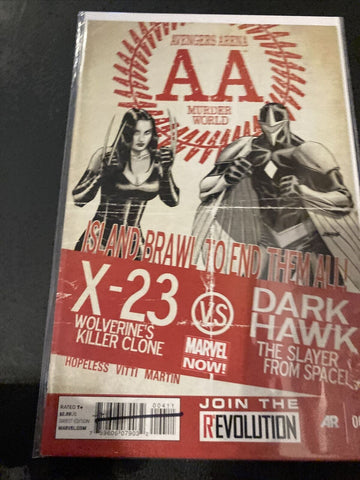 AVENGERS ARENA
AA
MURDER
WORLD
ISLAND BRAWL TO END THEM ALL!
X-23
WOLVERINE'S
KILLER CLONE
VS
MARVEL
NOW!
DARK
HAWK
THE SLAYER
FROM SPACE!
HOPELESS VITTI MARTIN
RATED T+
$2.99 US
DIRECT EDITION
MARVEL.COM
00411
JOIN THE
REVOLUTION
AR